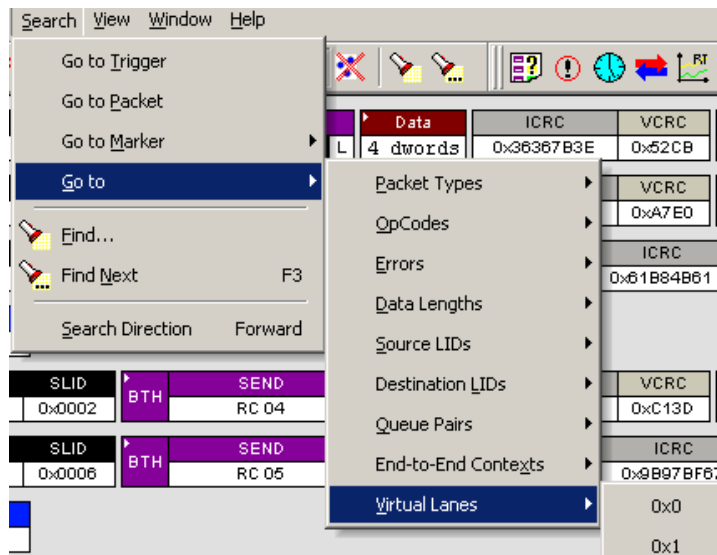 Search View Window Help
Go to Trigger
Go to Packet
Go to Marker
Go to
Find...
Find Next F3
Search Direction Forward
RT
Data ICRC VCRC
L 4 dwords 0x36367B3E 0x52CB
VCRC
0xA7E0
ICRC
0x61B84B61
Packet Types
OpCodes
Errors
Data Lengths
Source LIDs
Destination LIDs
Queue Pairs
End-to-End Contexts
Virtual Lanes
0x0
0x1
SLID BTH SEND VCRC
0x0002 RC 04 0xC13D
SLID BTH SEND ICRC
0x0006 RC 05 0x9B97BF67